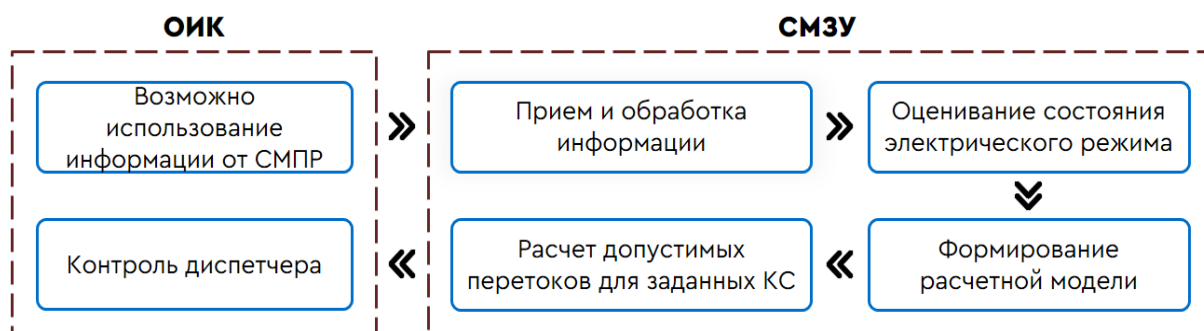 ОИК
СМЗУ
Возможно
использование
информации от СМПР
Прием и обработка
информации
Оценивание состояния
электрического режима
Контроль диспетчера
Расчет допустимых
перетоков для заданных КС
Формирование
расчетной модели